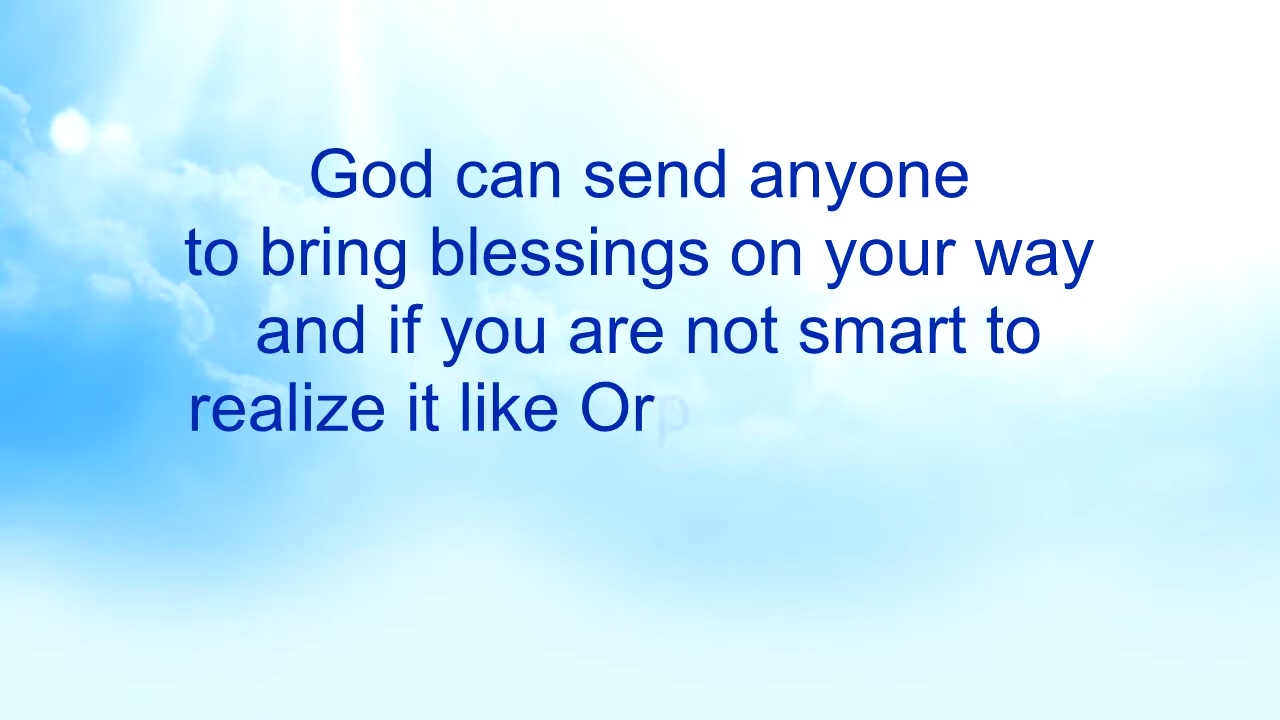 God can send anyone
to bring blessings on your way
and if you are not smart to
realize it like Orp